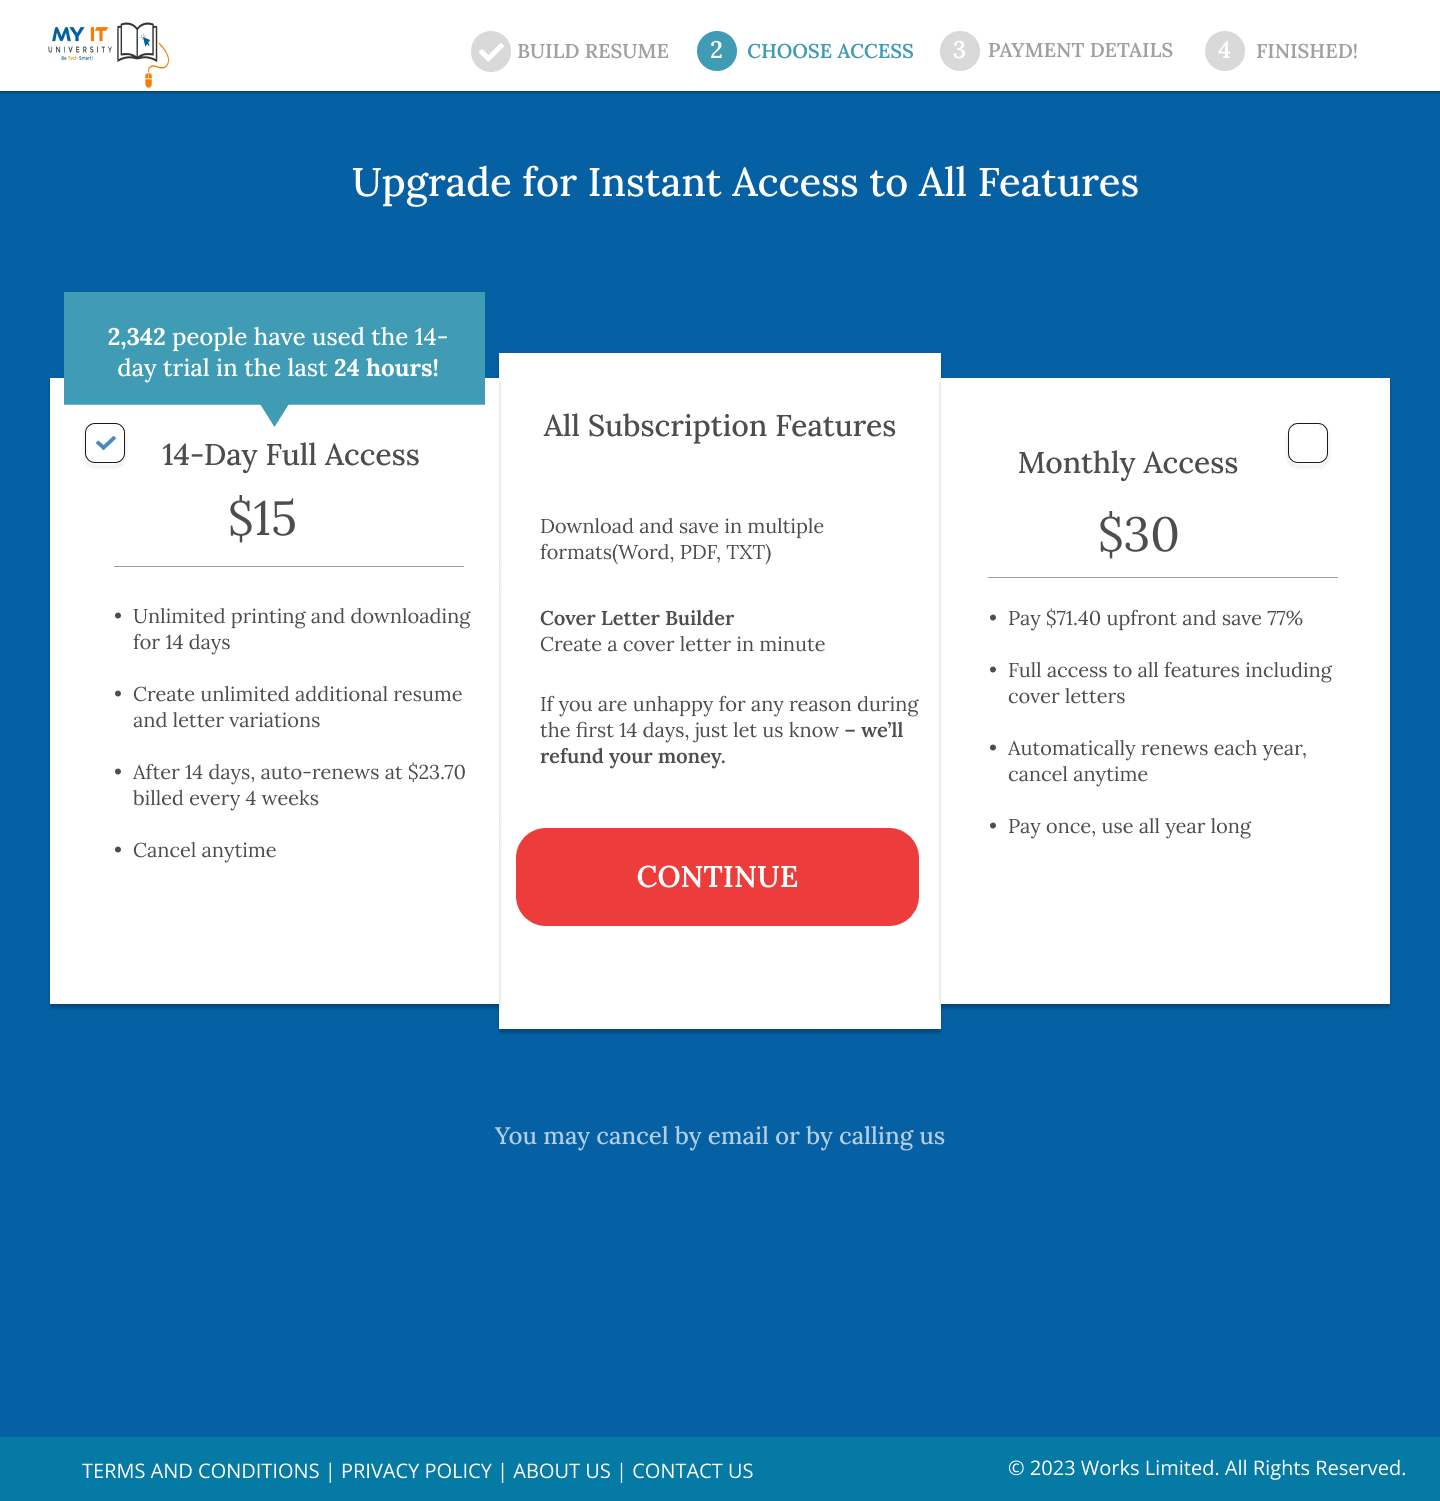 MY IT
UNIVERSITY
Be Tech Smart!
BUILD RESUME
2 CHOOSE ACCESS
3 PAYMENT DETAILS
4 FINISHED!
Upgrade for Instant Access to All Features
2,342 people have used the 14-
day trial in the last 24 hours!
14-Day Full Access
$15
• Unlimited printing and downloading
for 14 days
• Create unlimited additional resume
and letter variations
• After 14 days, auto-renews at $23.70
billed every 4 weeks
• Cancel anytime
All Subscription Features
Download and save in multiple
formats(Word, PDF, TXT)
Cover Letter Builder
Create a cover letter in minute
If you are unhappy for any reason during
the first 14 days, just let us know – we’ll
refund your money.
CONTINUE
Monthly Access
$30
• Pay $71.40 upfront and save 77%
• Full access to all features including
cover letters
• Automatically renews each year,
cancel anytime
• Pay once, use all year long
You may cancel by email or by calling us
TERMS AND CONDITIONS | PRIVACY POLICY | ABOUT US | CONTACT US
© 2023 Works Limited. All Rights Reserved.